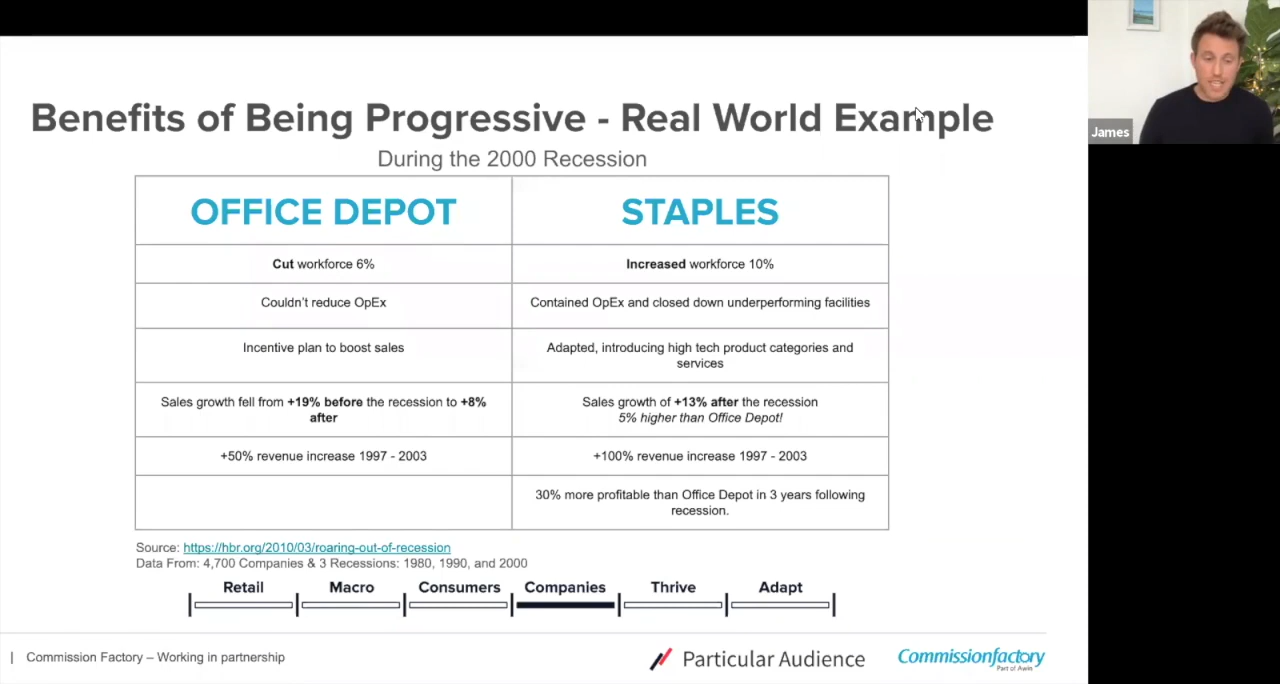 Benefits of Being Progressive - Real World Example
During the 2000 Recession
OFFICE DEPOT
STAPLES
Cut workforce 6%
Increased workforce 10%
Couldn't reduce OpEx
Contained OpEx and closed down underperforming facilities
Incentive plan to boost sales
Adapted, introducing high tech product categories and
services
Sales growth fell from +19% before the recession to +8%
after
Sales growth of +13% after the recession
5% higher than Office Depot!
+50% revenue increase 1997 - 2003
+100% revenue increase 1997 - 2003
30% more profitable than Office Depot in 3 years following
recession.
Source: https://hbr.org/2010/03/roaring-out-of-recession
Data From: 4,700 Companies & 3 Recessions: 1980, 1990, and 2000
Retail
Macro
Consumers
Companies
Thrive
Adapt
| Commission Factory – Working in partnership
Particular Audience
Commissionfactory
Part of Awin
James